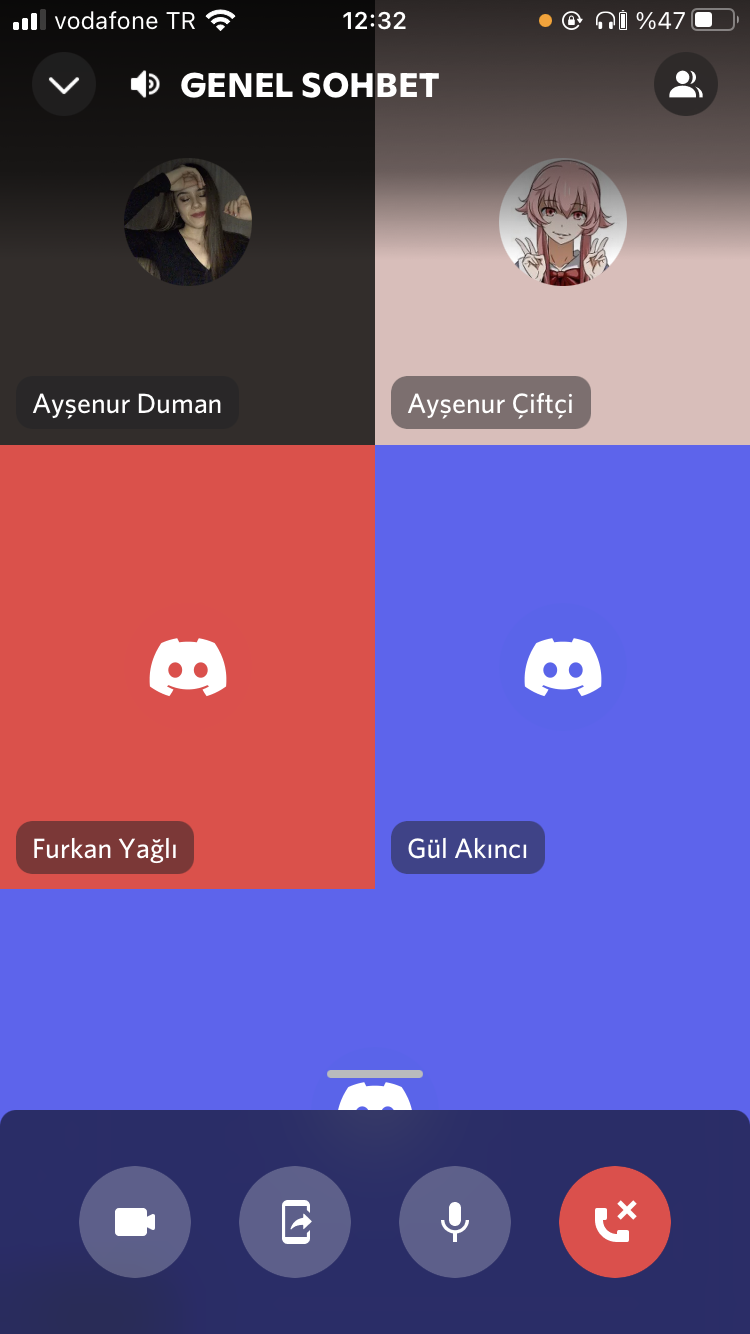 vodafone TR 12:32 %47
GENEL SOHBET
Ayşenur Duman
Ayşenur Çiftçi
Furkan Yağlı
Gül Akıncı